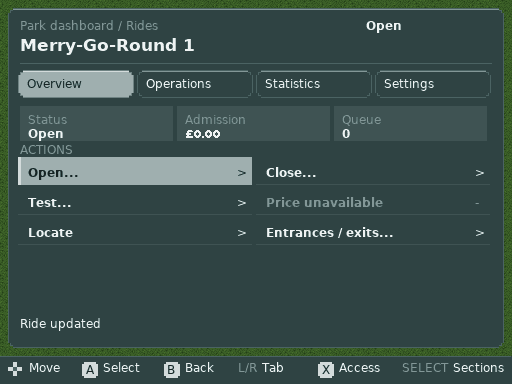 Park dashboard / Rides
Open
Merry-Go-Round 1
Overview
Operations
Statistics
Settings
Status
Open
Admission
£0.00
Queue
0
ACTIONS
Open... >
Close... >
Test... >
Price unavailable -
Locate >
Entrances / exits... >
Ride updated
Move
A Select
B Back
L/R Tab
X Access
SELECT Sections